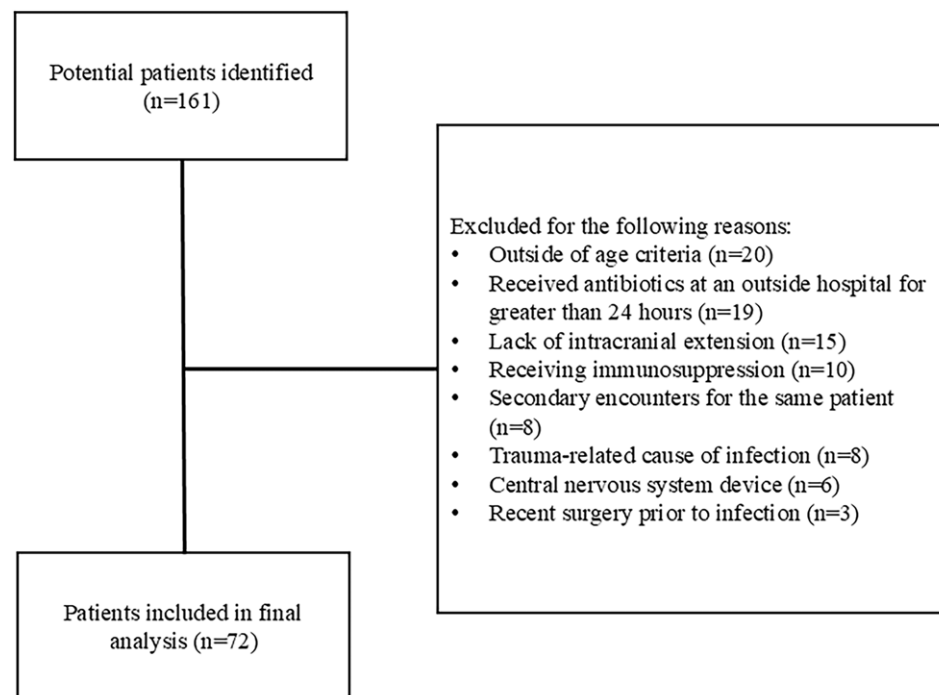 Potential patients identified
(n=161)
Excluded for the following reasons:
• Outside of age criteria (n=20)
• Received antibiotics at an outside hospital for
greater than 24 hours (n=19)
• Lack of intracranial extension (n=15)
• Receiving immunosuppression (n=10)
• Secondary encounters for the same patient
(n=8)
• Trauma-related cause of infection (n=8)
• Central nervous system device (n=6)
• Recent surgery prior to infection (n=3)
Patients included in final
analysis (n=72)